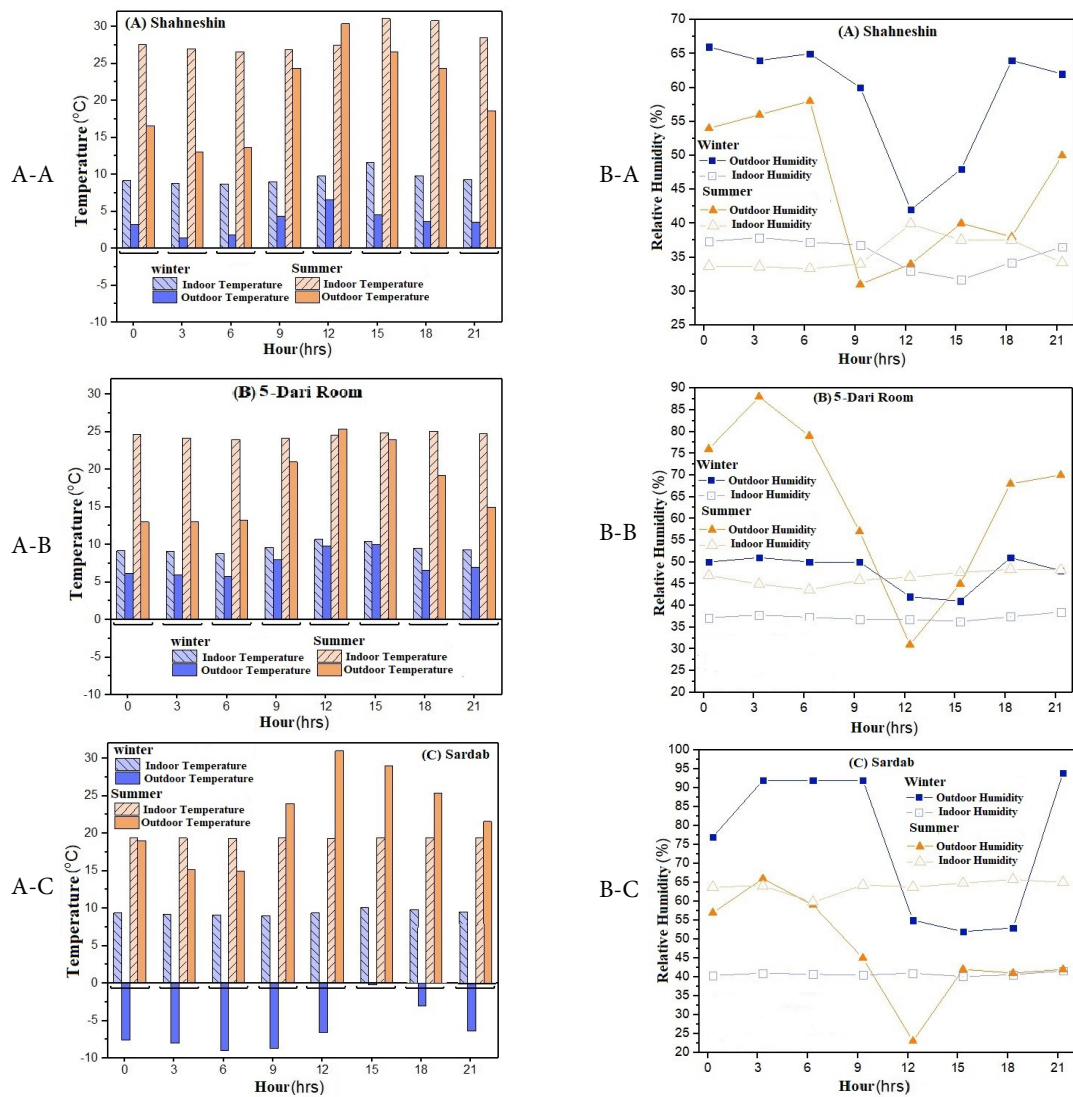 A-A
(A) Shahneshin
Temperature (°C)
30
25
20
15
10
5
0
-5
-10
winter
Summer
Indoor Temperature
Indoor Temperature
Outdoor Temperature
Outdoor Temperature
0 3 6 9 12 15 18 21
Hour (hrs)
B-A
(A) Shahneshin
Relative Humidity (%)
70
65
60
55
50
45
40
35
30
25
Winter
Outdoor Humidity
Indoor Humidity
Summer
Outdoor Humidity
Indoor Humidity
0 3 6 9 12 15 18 21
Hour (hrs)
A-B
(B) 5-Dari Room
Temperature (°C)
30
25
20
15
10
5
0
-5
-10
winter
Summer
Indoor Temperature
Indoor Temperature
Outdoor Temperature
Outdoor Temperature
0 3 6 9 12 15 18 21
Hour (hrs)
B-B
(B) 5-Dari Room
Relative Humidity (%)
90
85
80
75
70
65
60
55
50
45
40
35
30
25
20
Winter
Outdoor Humidity
Indoor Humidity
Summer
Outdoor Humidity
Indoor Humidity
0 3 6 9 12 15 18 21
Hour (hrs)
A-C
(C) Sardab
Temperature (°C)
30
25
20
15
10
5
0
-5
-10
winter
Indoor Temperature
Outdoor Temperature
Summer
Indoor Temperature
Outdoor Temperature
0 3 6 9 12 15 18 21
Hour (hrs)
B-C
(C) Sardab
Relative Humidity (%)
100
95
90
85
80
75
70
65
60
55
50
45
40
35
30
25
20
Winter
Outdoor Humidity
Indoor Humidity
Summer
Outdoor Humidity
Indoor Humidity
0 3 6 9 12 15 18 21
Hour (hrs)